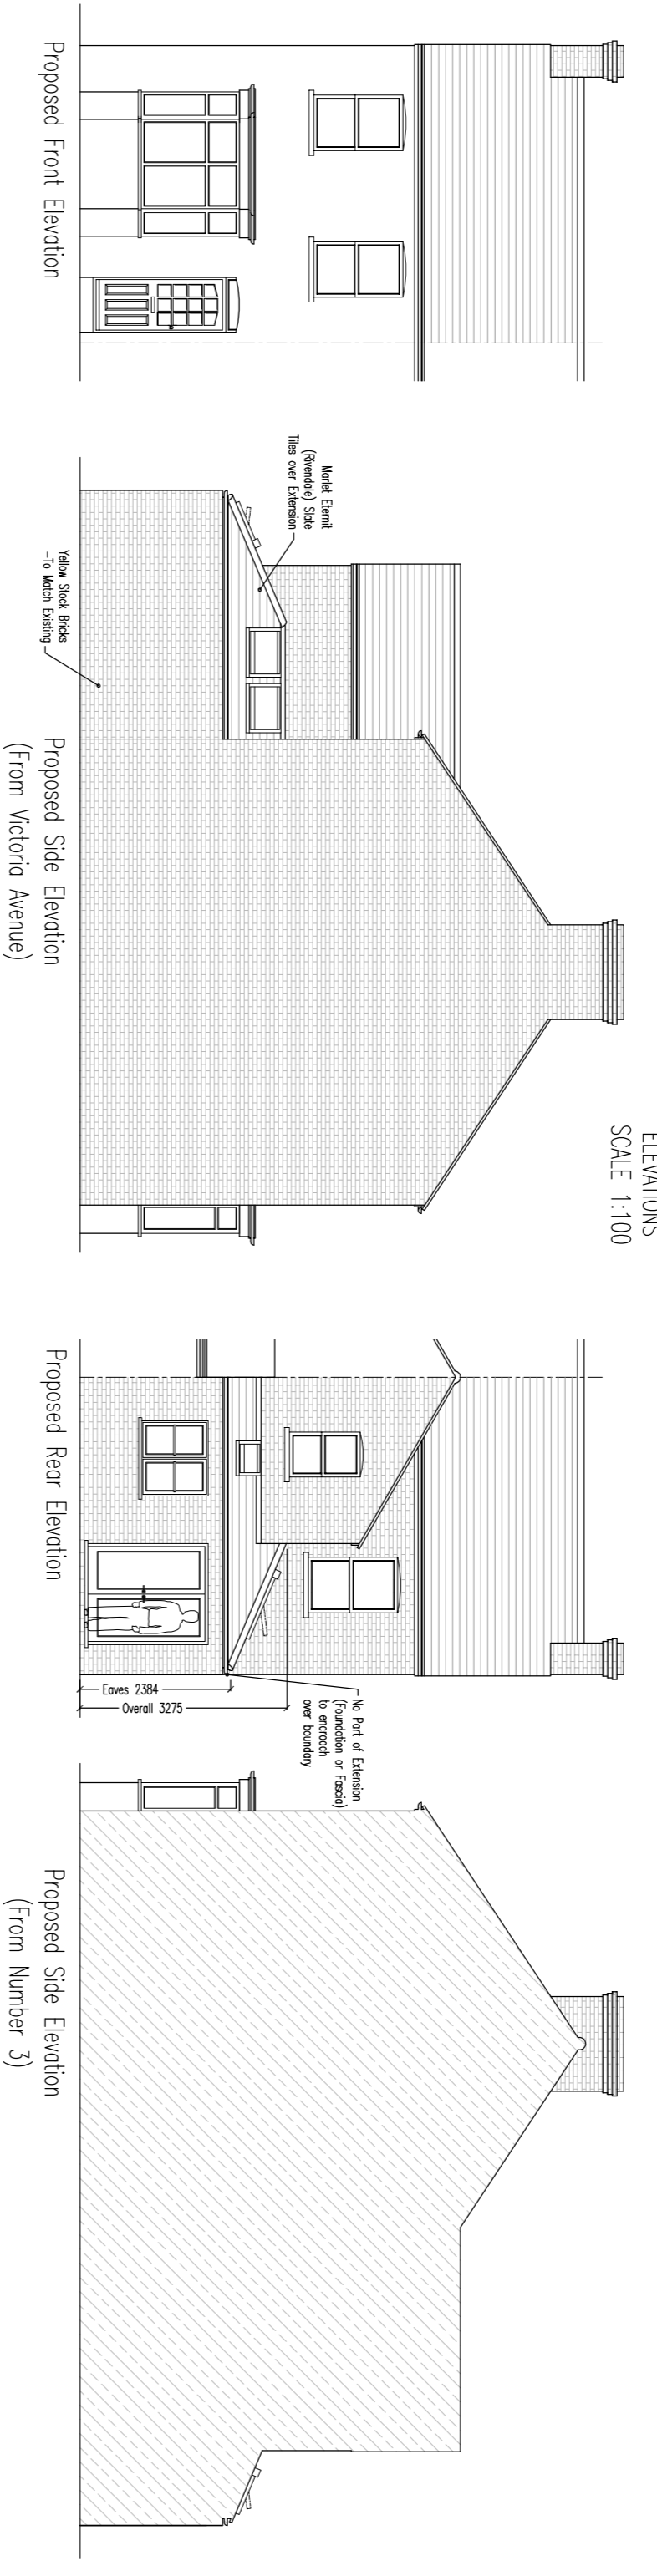 ELEVATIONS
SCALE 1:100
Proposed Front Elevation
Marlet Eternit
(Rivendale) Slate
Tiles over Extension
Yellow Stock Bricks
-To Match Existing
Proposed Side Elevation
(From Victoria Avenue)
Proposed Rear Elevation
Eaves 2384
Overall 3275
No Part of Extension
(Foundation or Fascia)
to encroach
over boundary
Proposed Side Elevation
(From Number 3)